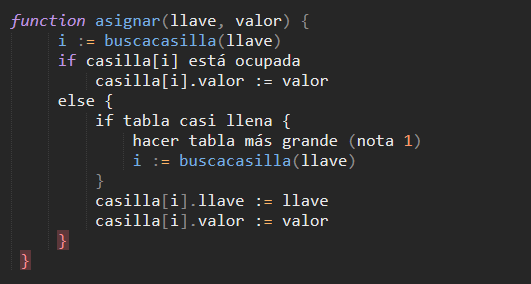 function asignar(llave, valor) {
i := buscacasilla(llave)
if casilla[i] está ocupada
casilla[i].valor := valor
else {
if tabla casi llena {
hacer tabla más grande (nota 1)
i := buscacasilla(llave)
}
casilla[i].llave := llave
casilla[i].valor := valor
}
}